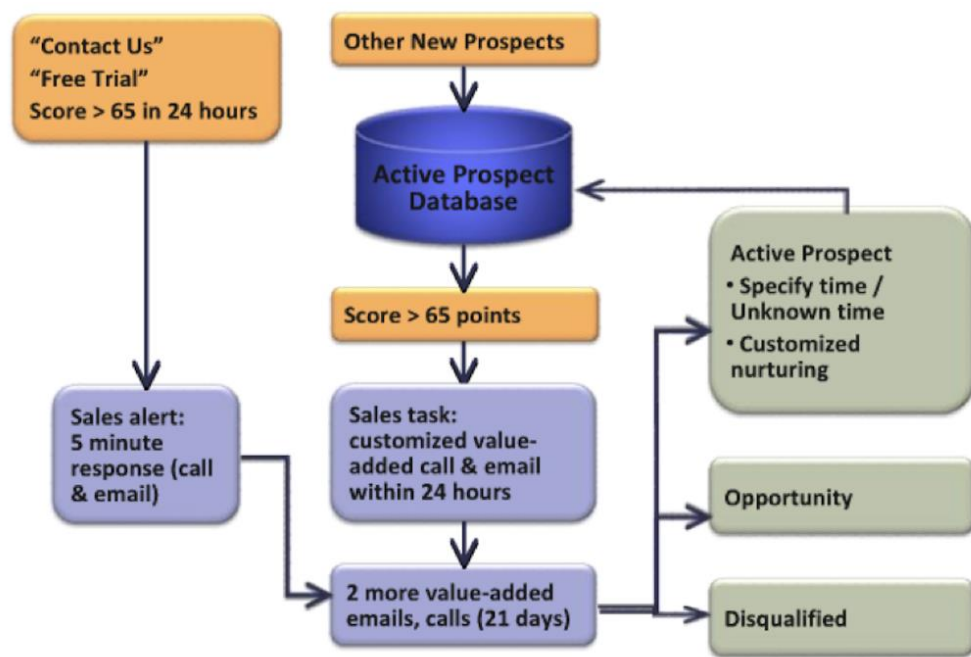 “Contact Us”
“Free Trial”
Score > 65 in 24 hours
Other New Prospects
Active Prospect
Database
Score > 65 points
Sales alert:
5 minute
response (call
& email)
Sales task:
customized value-
added call & email
within 24 hours
2 more value-added
emails, calls (21 days)
Active Prospect
• Specify time /
Unknown time
• Customized
nurturing
Opportunity
Disqualified